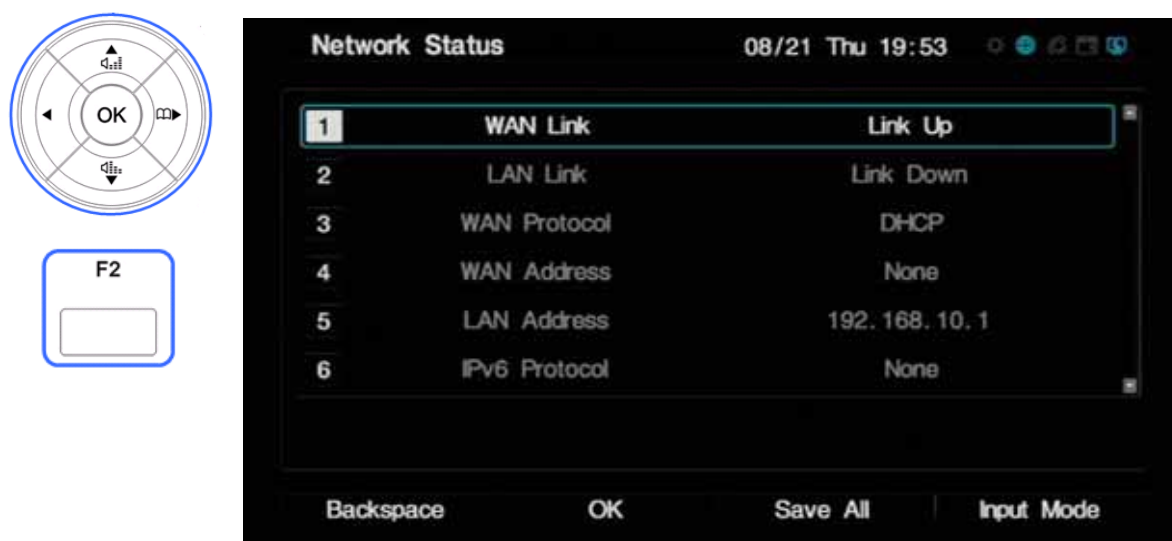 OK
F2
Network Status 08/21 Thu 19:53
1 WAN Link Link Up
2 LAN Link Link Down
3 WAN Protocol DHCP
4 WAN Address None
5 LAN Address 192.168.10.1
6 IPv6 Protocol None
Backspace OK Save All Input Mode